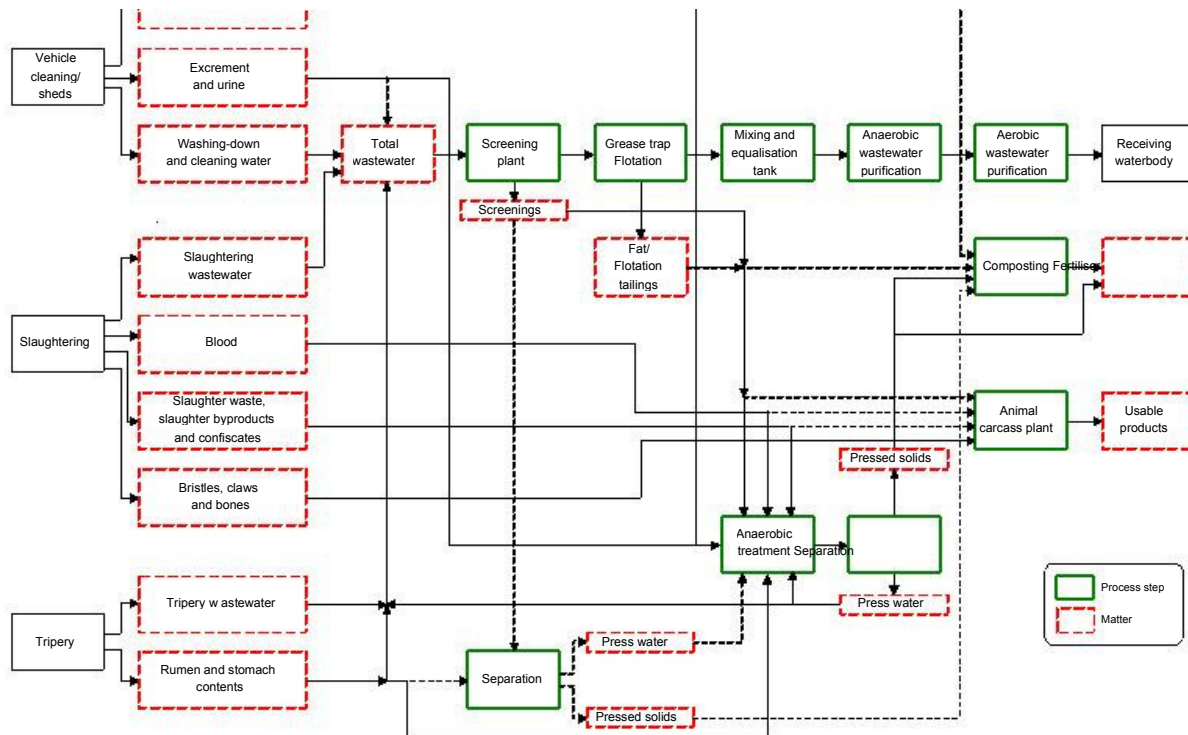 Vehicle
cleaning/
sheds
Excrement
and urine
Washing-down
and cleaning water
Total
wastewater
Screening
plant
Grease trap
Flotation
Mixing and
equalisation
tank
Anaerobic
wastewater
purification
Aerobic
wastewater
purification
Receiving
waterbody
Screenings
Slaughtering
wastewater
Fat/
Flotation
tailings
Composting Fertiliser
Slaughtering
Blood
Slaughter waste,
slaughter byproducts
and confiscates
Animal
carcass plant
Usable
products
Pressed solids
Bristles, claws
and bones
Anaerobic
treatment Separation
Tripery w astewater
Press water
Process step
Matter
Tripery
Rumen and stomach
contents
Separation
Press water
Pressed solids